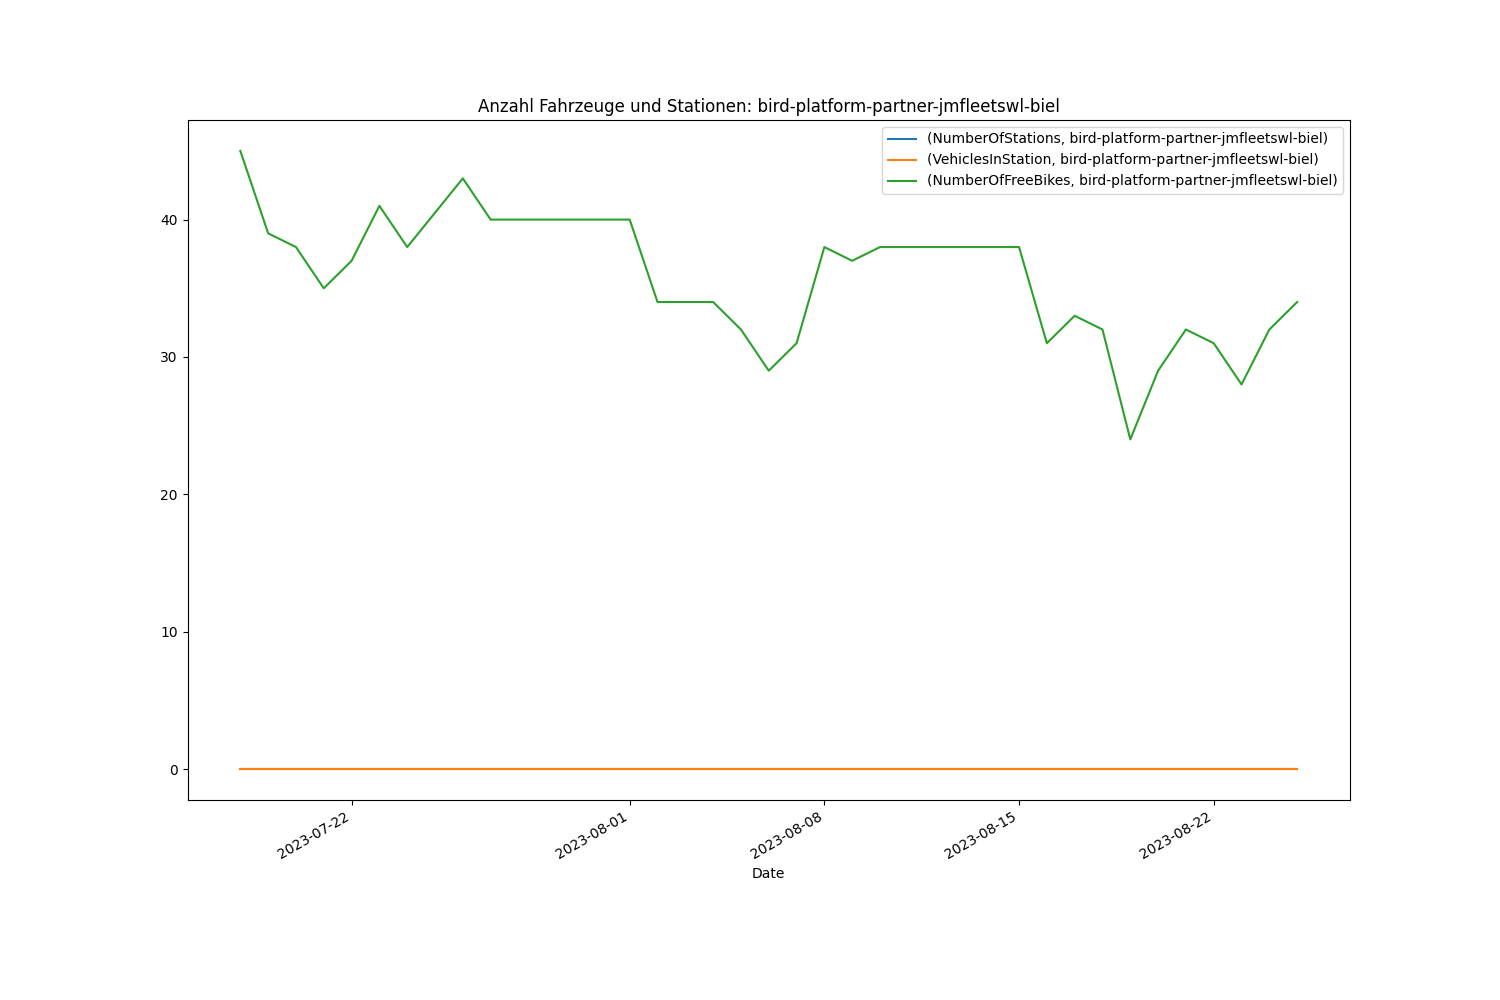 Anzahl Fahrzeuge und Stationen: bird-platform-partner-jmfleetswl-biel
(NumberOfStations, bird-platform-partner-jmfleetswl-biel)
(VehiclesInStation, bird-platform-partner-jmfleetswl-biel)
(NumberOfFreeBikes, bird-platform-partner-jmfleetswl-biel)
40
30
20
10
0
2023-07-22
2023-08-01
2023-08-08
2023-08-15
2023-08-22
Date